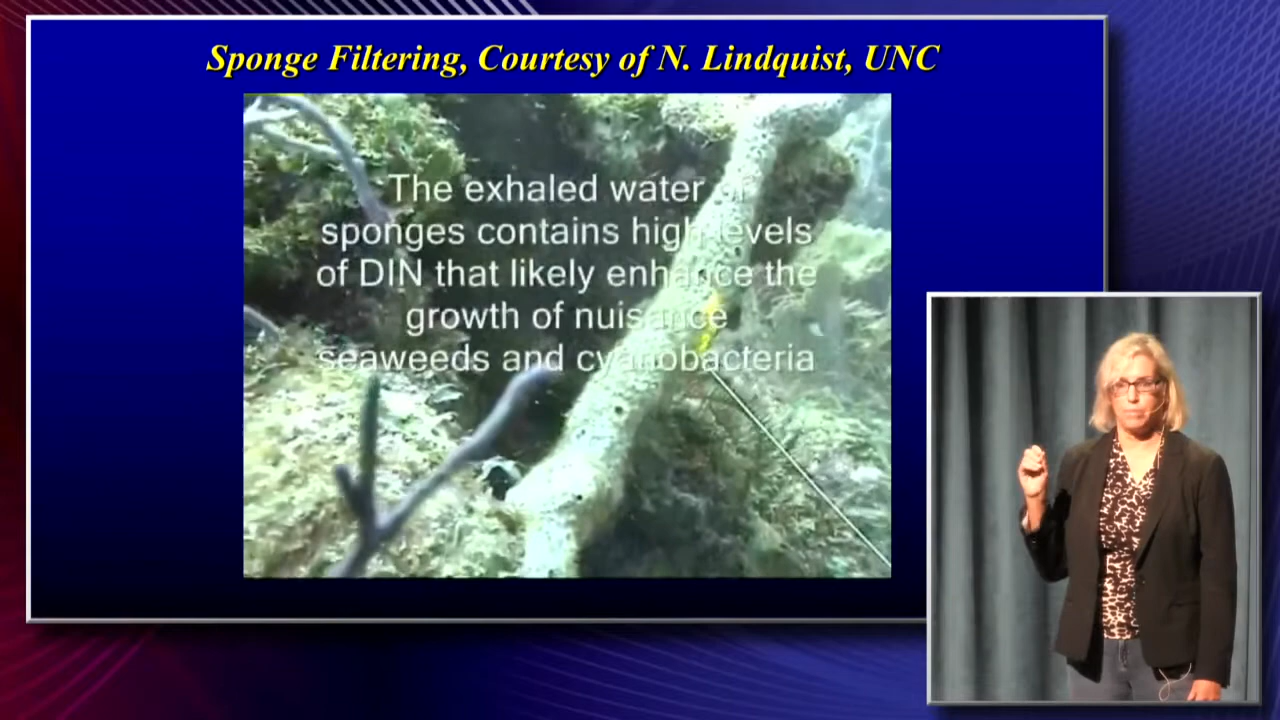 Sponge Filtering, Courtesy of N. Lindquist, UNC
The exhaled water of
sponges contains high levels
of DIN that likely enhance the
growth of nuisance
seaweeds and cyanobacteria